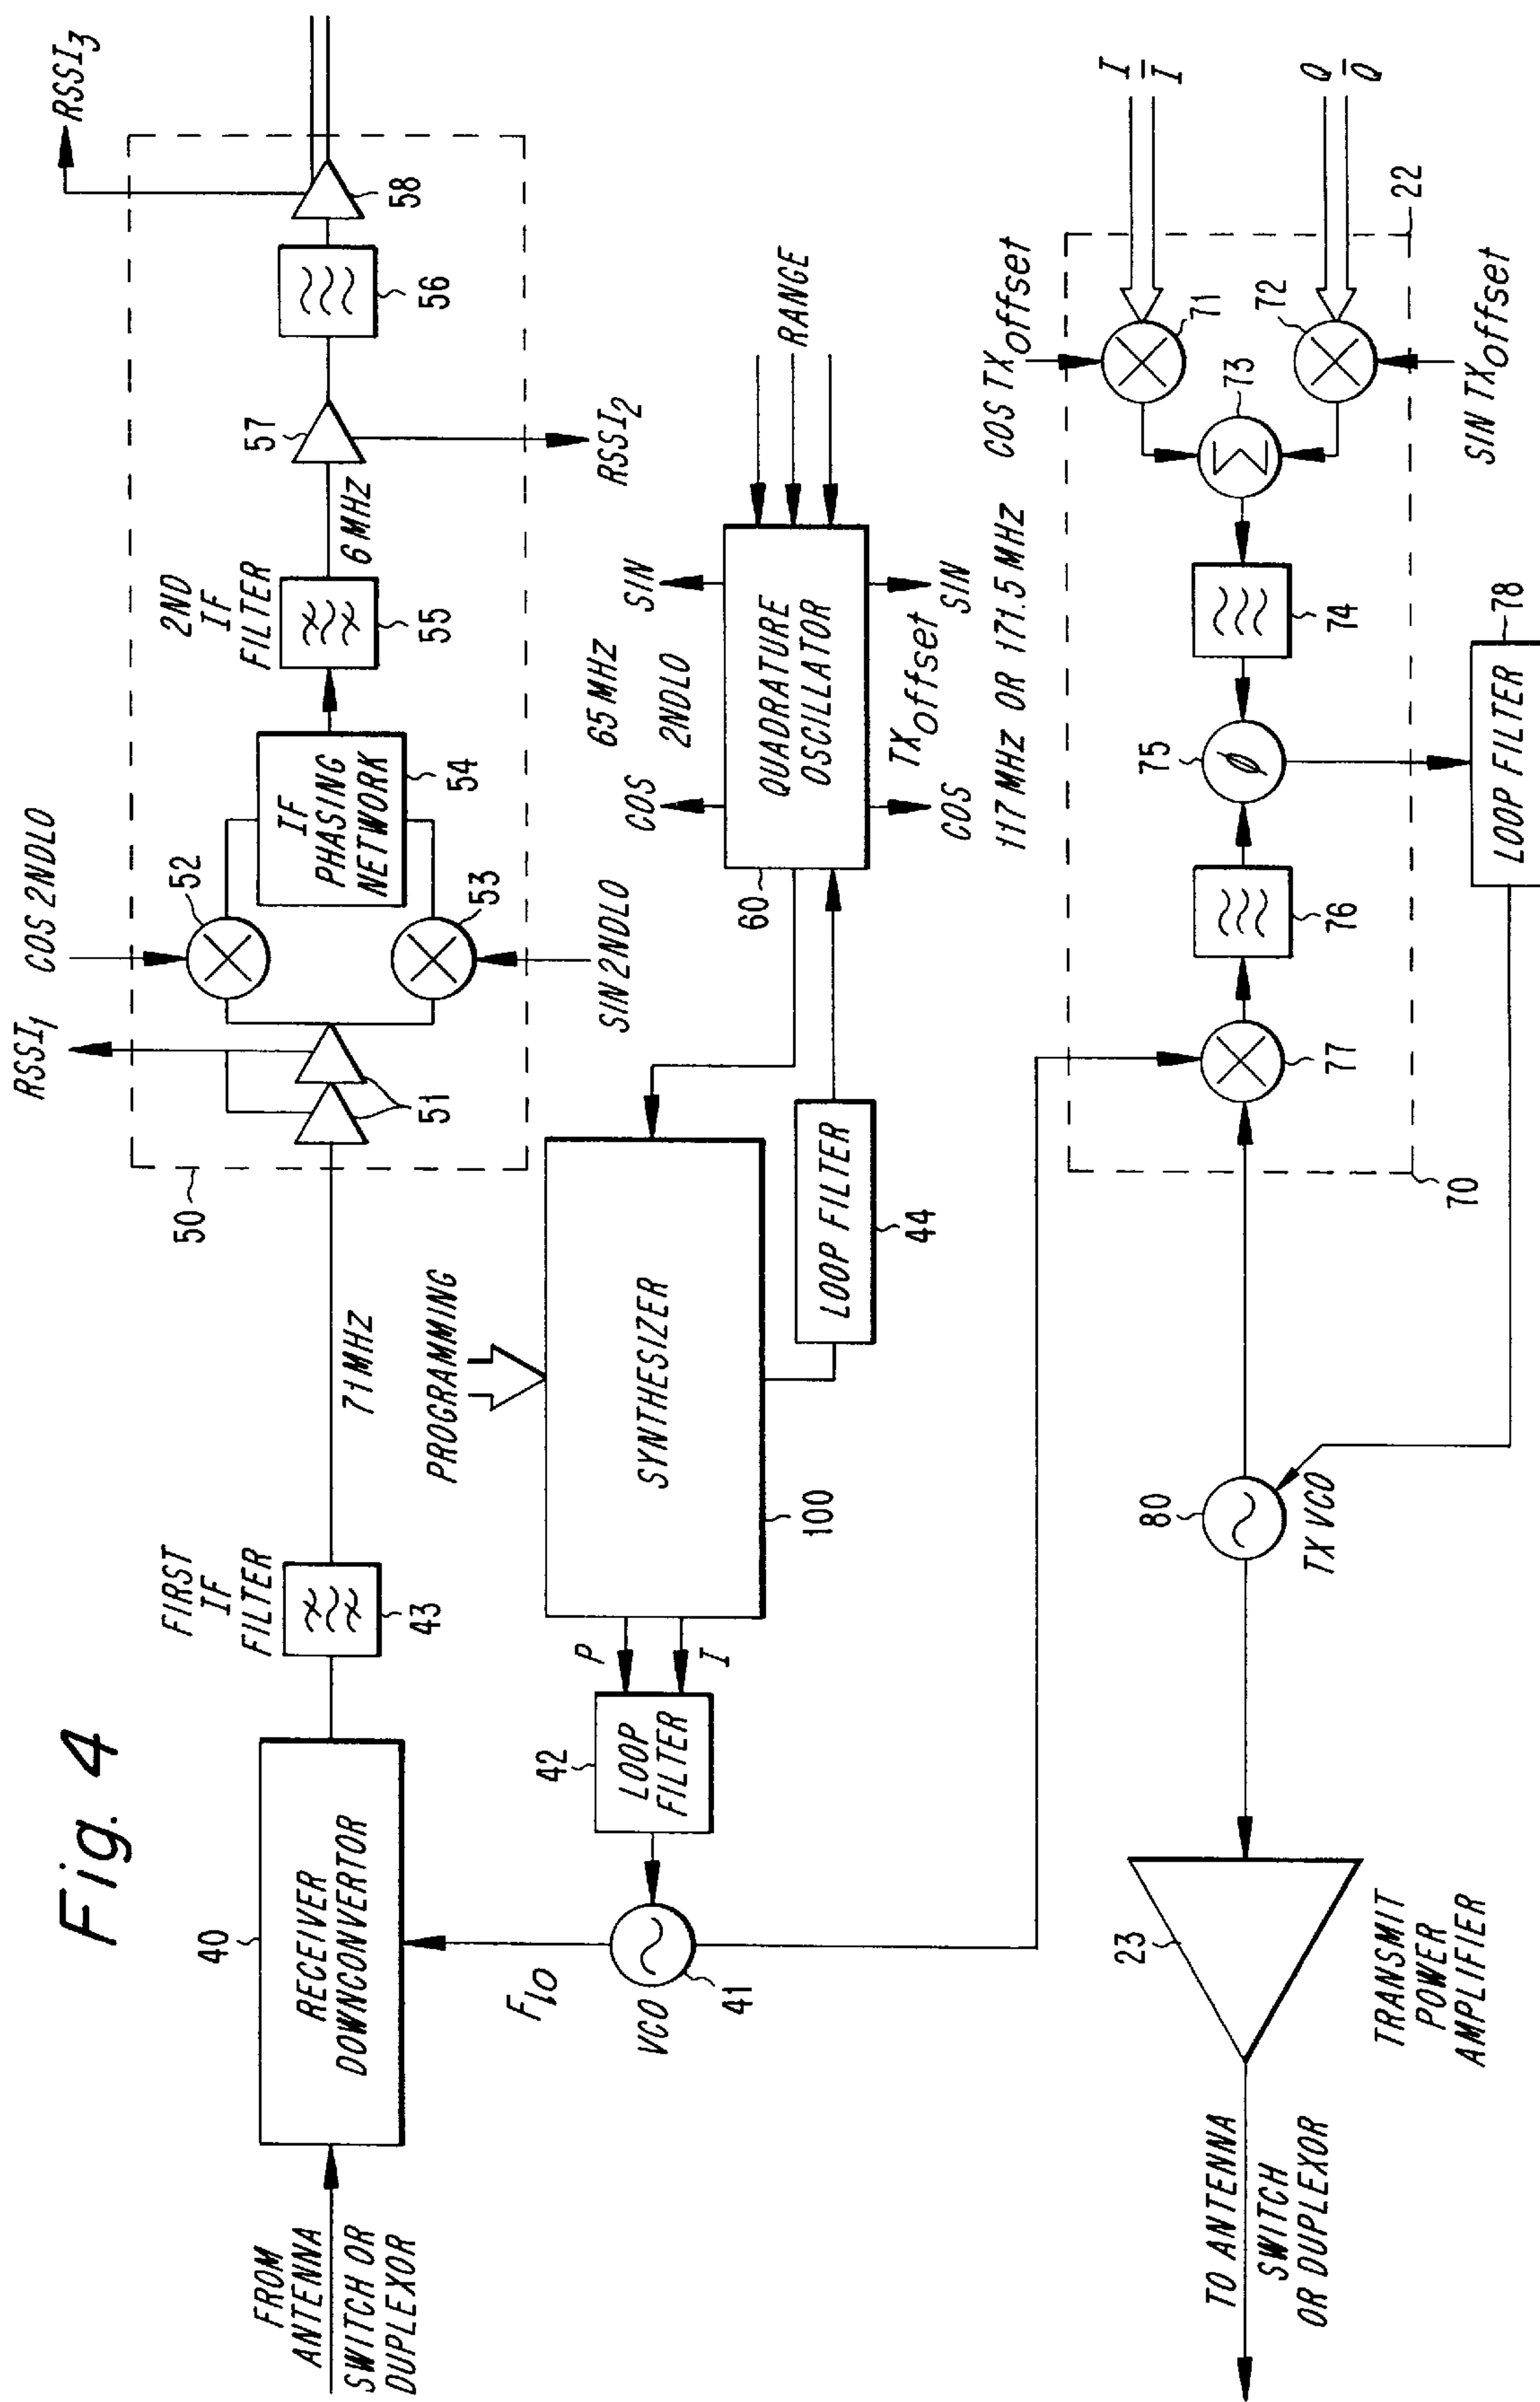 Fig. 4
FROM
ANTENNA
SWITCH OR
DUPLEXOR
40
RECEIVER
DOWNCONVERTOR
FIRST
IF
FILTER
43
71 MHZ
50
RSSI1
51
COS 2NDLO
52
53
SIN 2NDLO
IF
PHASING
NETWORK
54
2ND
IF
FILTER
55
6 MHZ
57
RSSI2
56
58
RSSI3
F10
VCO
41
42
LOOP
FILTER
P
I
PROGRAMMING
SYNTHESIZER
100
LOOP FILTER
44
60
QUADRATURE
OSCILLATOR
COS
SIN
65 MHZ
2NDLO
COS
TXoffset
SIN
117 MHZ OR 171.5 MHZ
RANGE
TO ANTENNA
SWITCH
OR DUPLEXOR
23
TRANSMIT
POWER
AMPLIFIER
80
TX VCO
70
77
76
75
74
73
COS TXoffset
71
72
SIN TXoffset
22
I
I̅
Q
Q̅
LOOP FILTER
78